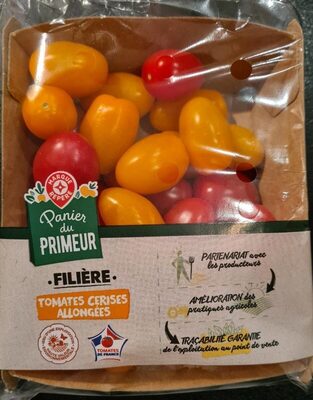 MARQUE
REPÈRE
Panier
du
PRIMEUR
·FILIÈRE·
TOMATES CERISES
ALLONGÉES
TOMATES
DE FRANCE
PARTENARIAT avec
les producteurs
AMÉLIORATION des
pratiques agricoles
TRAÇABILITÉ GARANTIE
de l'exploitation au point de vente